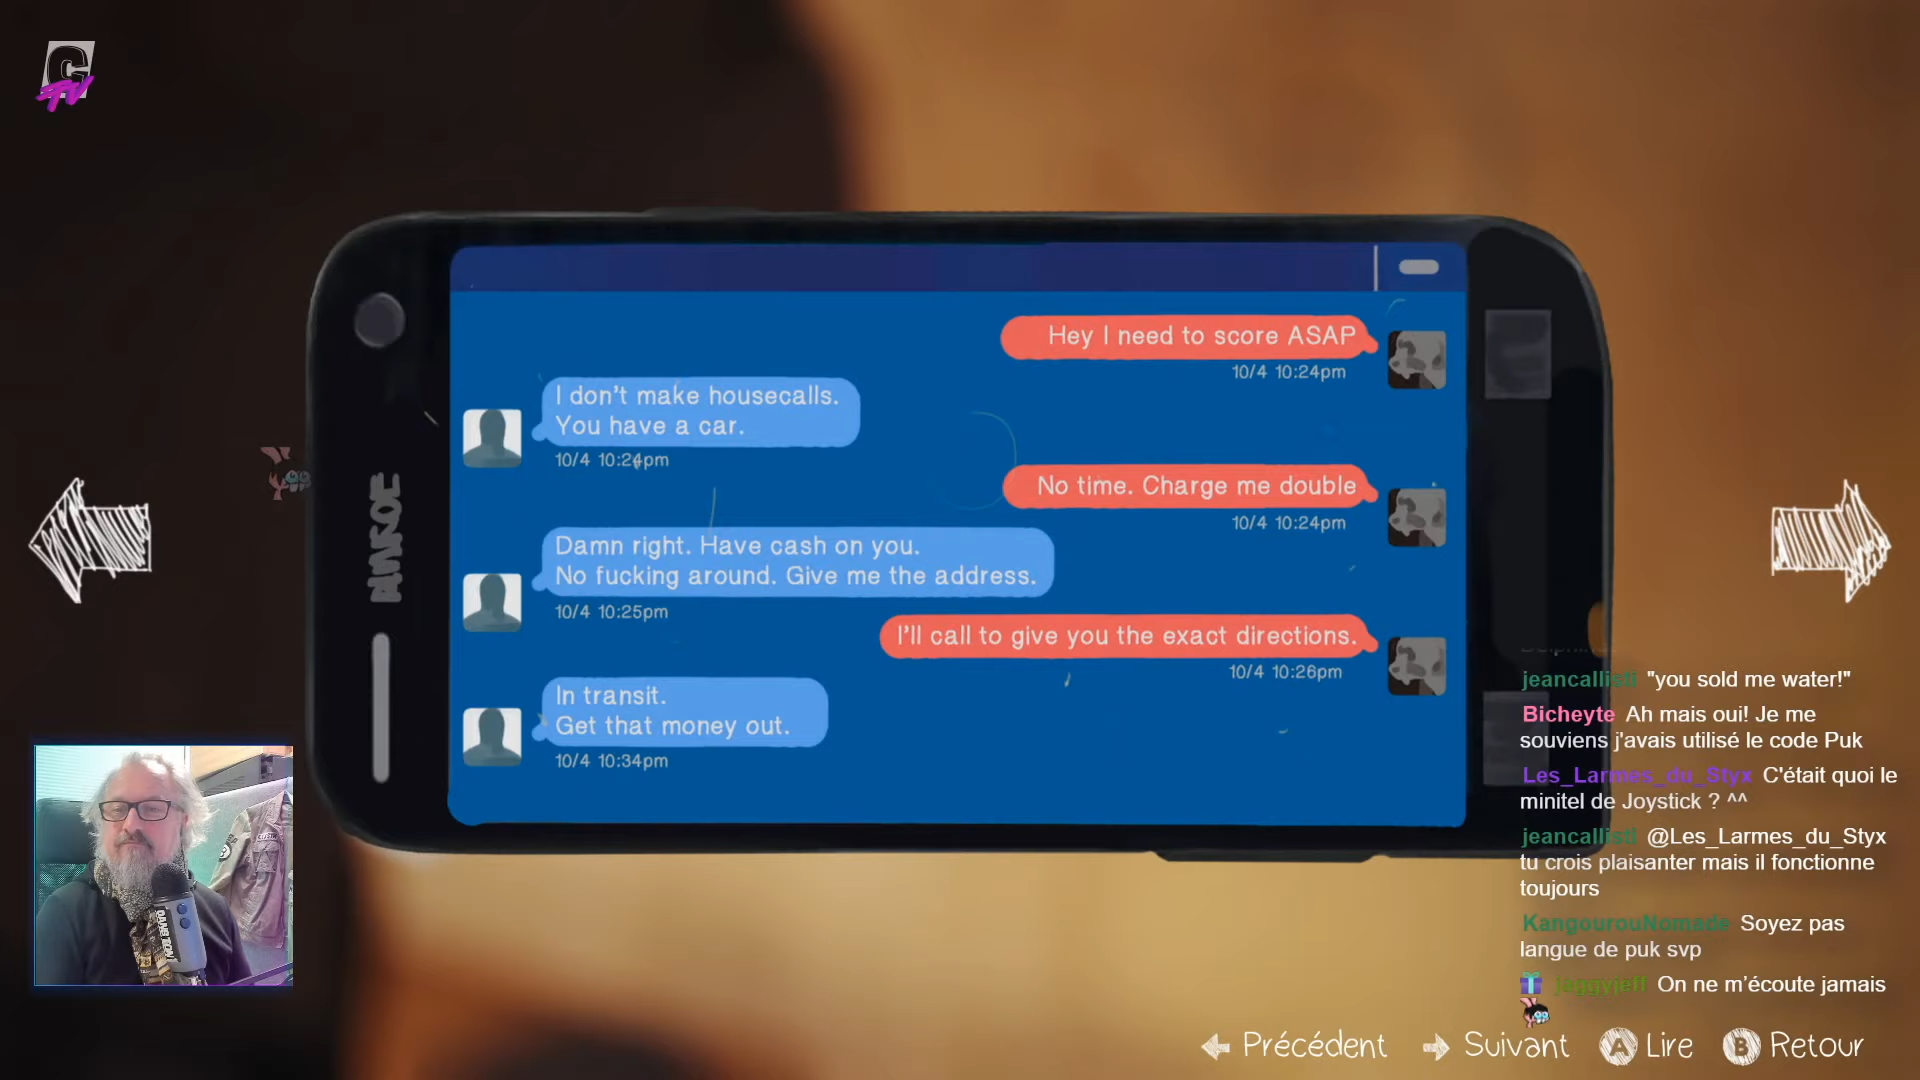 C
TV
Hey I need to score ASAP
10/4 10:24pm
I don't make housecalls.
You have a car.
10/4 10:24pm
No time. Charge me double
10/4 10:24pm
Damn right. Have cash on you.
No fucking around. Give me the address.
10/4 10:25pm
I'll call to give you the exact directions.
10/4 10:26pm
In transit.
Get that money out.
10/4 10:34pm
jeancallisti "you sold me water!"
Bicheyte Ah mais oui! Je me
souviens j'avais utilisé le code Puk
Les_Larmes_du_Styx C'était quoi le
minitel de Joystick ? ^^
jeancallisti @Les_Larmes_du_Styx
tu crois plaisanter mais il fonctionne
toujours
KangourouNomade Soyez pas
langue de puk svp
jaggyjeff On ne m'écoute jamais
Précédent Suivant A Lire B Retour